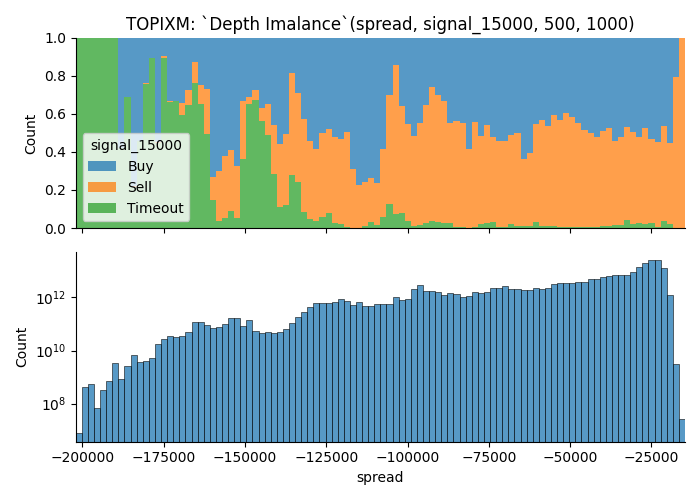 TOPIXM: `Depth Imalance`(spread, signal_15000, 500, 1000)
Count
1.0
0.8
0.6
0.4
0.2
0.0
signal_15000
Buy
Sell
Timeout
Count
10^12
10^10
10^8
−200000 −175000 −150000 −125000 −100000 −75000 −50000 −25000
spread